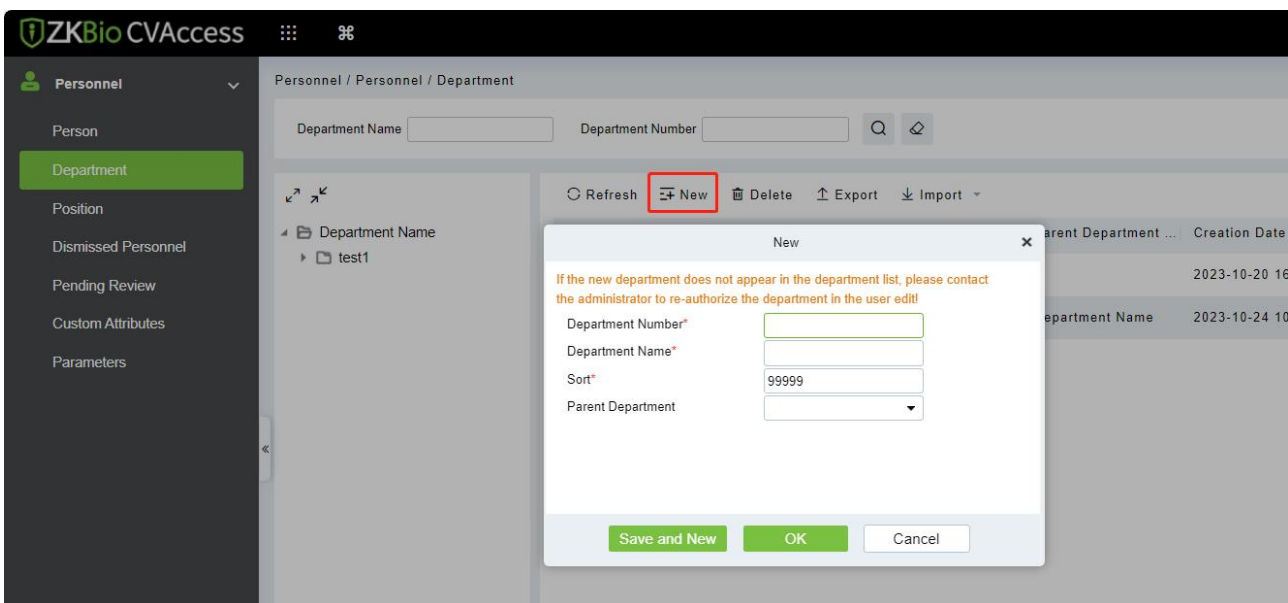 ZKBio CVAccess
Personnel
Person
Department
Position
Dismissed Personnel
Pending Review
Custom Attributes
Parameters
Personnel / Personnel / Department
Department Name
Department Number
Refresh New Delete Export Import
Department Name
test1
arent Department ... Creation Date
2023-10-20 16
epartment Name 2023-10-24 10
New
If the new department does not appear in the department list, please contact
the administrator to re-authorize the department in the user edit!
Department Number*
Department Name*
Sort* 99999
Parent Department
Save and New OK Cancel